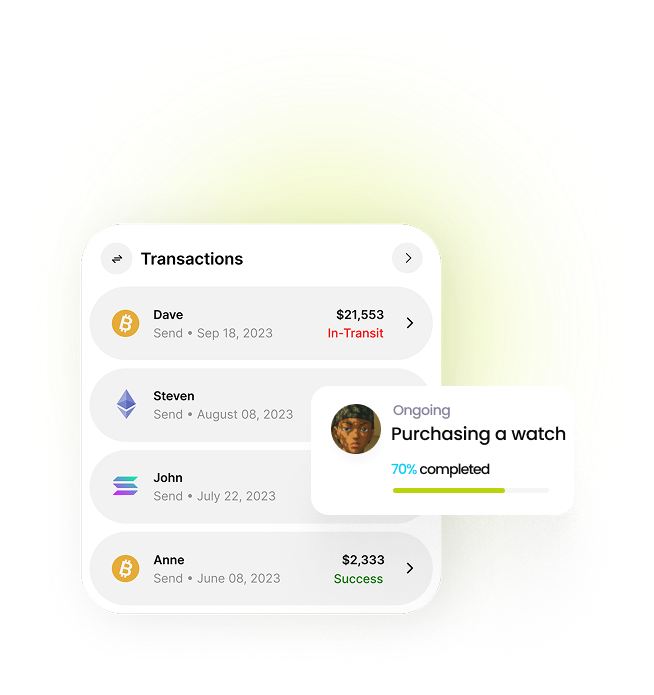 Transactions
Dave
$21,553
Send • Sep 18, 2023
In-Transit
Steven
Send • August 08, 2023
Ongoing
Purchasing a watch
70% completed
John
Send • July 22, 2023
Anne
$2,333
Send • June 08, 2023
Success